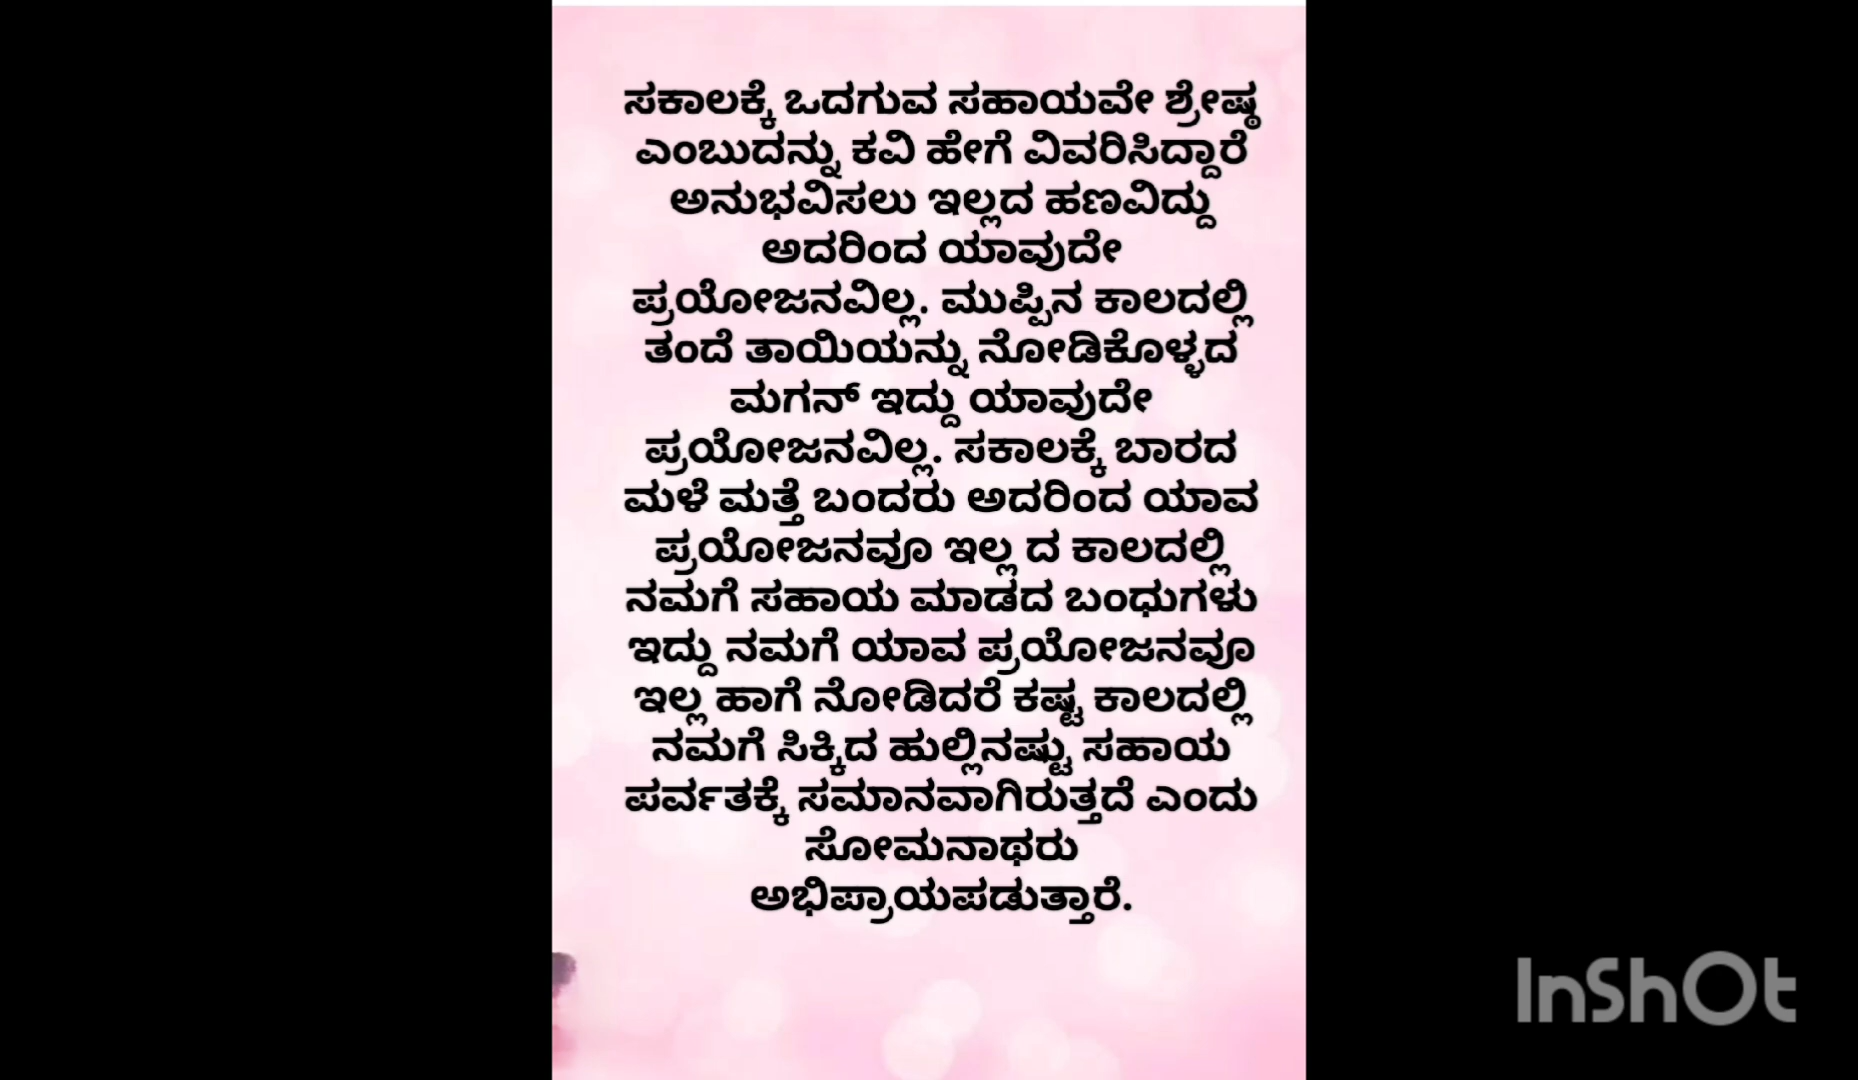 ಸಕಾಲಕ್ಕೆ ಒದಗುವ ಸಹಾಯವೇ ಶ್ರೇಷ್ಠ
ಎಂಬುದನ್ನು ಕವಿ ಹೇಗೆ ವಿವರಿಸಿದ್ದಾರೆ
ಅನುಭವಿಸಲು ಇಲ್ಲದ ಹಣವಿದ್ದು
ಅದರಿಂದ ಯಾವುದೇ
ಪ್ರಯೋಜನವಿಲ್ಲ. ಮುಪ್ಪಿನ ಕಾಲದಲ್ಲಿ
ತಂದೆ ತಾಯಿಯನ್ನು ನೋಡಿಕೊಳ್ಳದ
ಮಗನ್ ಇದ್ದು ಯಾವುದೇ
ಪ್ರಯೋಜನವಿಲ್ಲ. ಸಕಾಲಕ್ಕೆ ಬಾರದ
ಮಳೆ ಮತ್ತೆ ಬಂದರು ಅದರಿಂದ ಯಾವ
ಪ್ರಯೋಜನವೂ ಇಲ್ಲ ದ ಕಾಲದಲ್ಲಿ
ನಮಗೆ ಸಹಾಯ ಮಾಡದ ಬಂಧುಗಳು
ಇದ್ದು ನಮಗೆ ಯಾವ ಪ್ರಯೋಜನವೂ
ಇಲ್ಲ ಹಾಗೆ ನೋಡಿದರೆ ಕಷ್ಟ ಕಾಲದಲ್ಲಿ
ನಮಗೆ ಸಿಕ್ಕಿದ ಹುಲ್ಲಿನಷ್ಟು ಸಹಾಯ
ಪರ್ವತಕ್ಕೆ ಸಮಾನವಾಗಿರುತ್ತದೆ ಎಂದು
ಸೋಮನಾಥರು
ಅಭಿಪ್ರಾಯಪಡುತ್ತಾರೆ.
InShOt